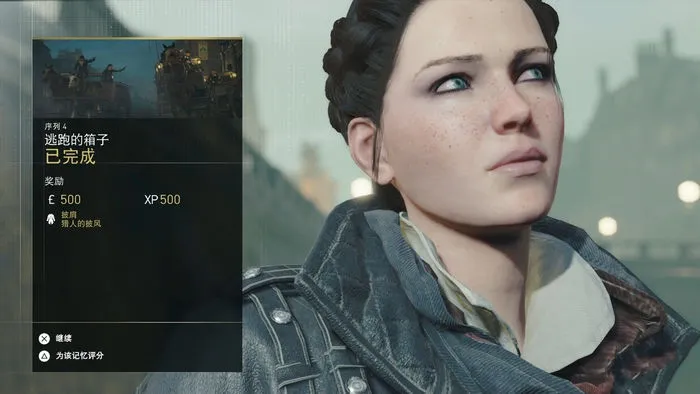 序列 4
逃跑的箱子
已完成
奖励
£ 500 XP 500
披肩
猎人的披风
继续
为该记忆评分